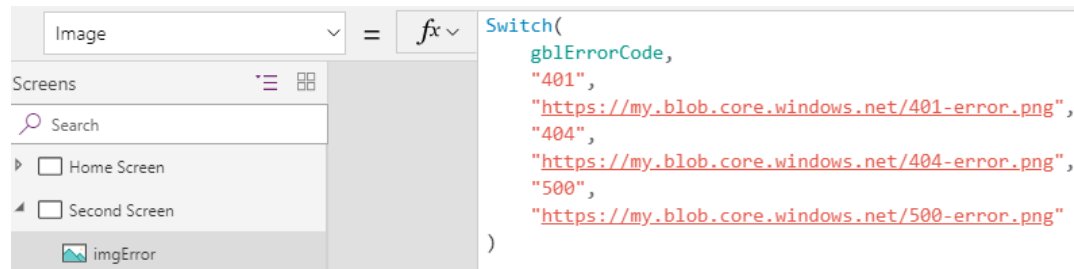 Image = fx
Switch(
gblErrorCode,
"401",
"https://my.blob.core.windows.net/401-error.png",
"404",
"https://my.blob.core.windows.net/404-error.png",
"500",
"https://my.blob.core.windows.net/500-error.png"
)
Screens
Search
Home Screen
Second Screen
imgError